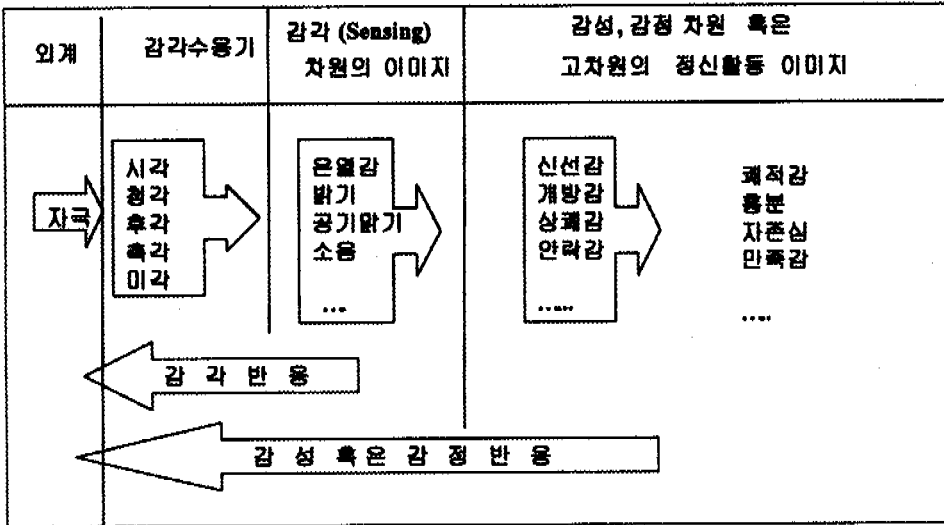 외계
감각수용기
감각 (Sensing)
차원의 이미지
감성, 감정 차원 혹은
고차원의 정신활동 이미지
자극
시각
청각
후각
촉각
미각
온열감
밝기
공기맑기
소음
....
신선감
개방감
상쾌감
안락감
.....
쾌적감
흥분
자존심
만족감
.....
감 각 반 응
감 성 혹은 감 정 반 응